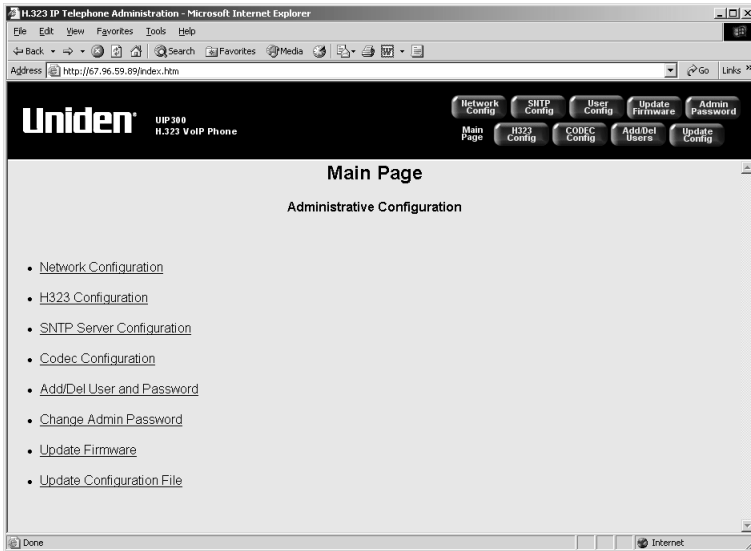 H.323 IP Telephone Administration - Microsoft Internet Explorer
File Edit View Favorites Tools Help
Back Search Favorites Media
Address http://67.96.59.89/index.htm Go Links »
Uniden®
UIP300
H.323 VoIP Phone
Network Config SNTP Config User Config Update Firmware Admin Password
Main Page H323 Config CODEC Config Add/Del Users Update Config
Main Page
Administrative Configuration
• Network Configuration
• H323 Configuration
• SNTP Server Configuration
• Codec Configuration
• Add/Del User and Password
• Change Admin Password
• Update Firmware
• Update Configuration File
Done Internet